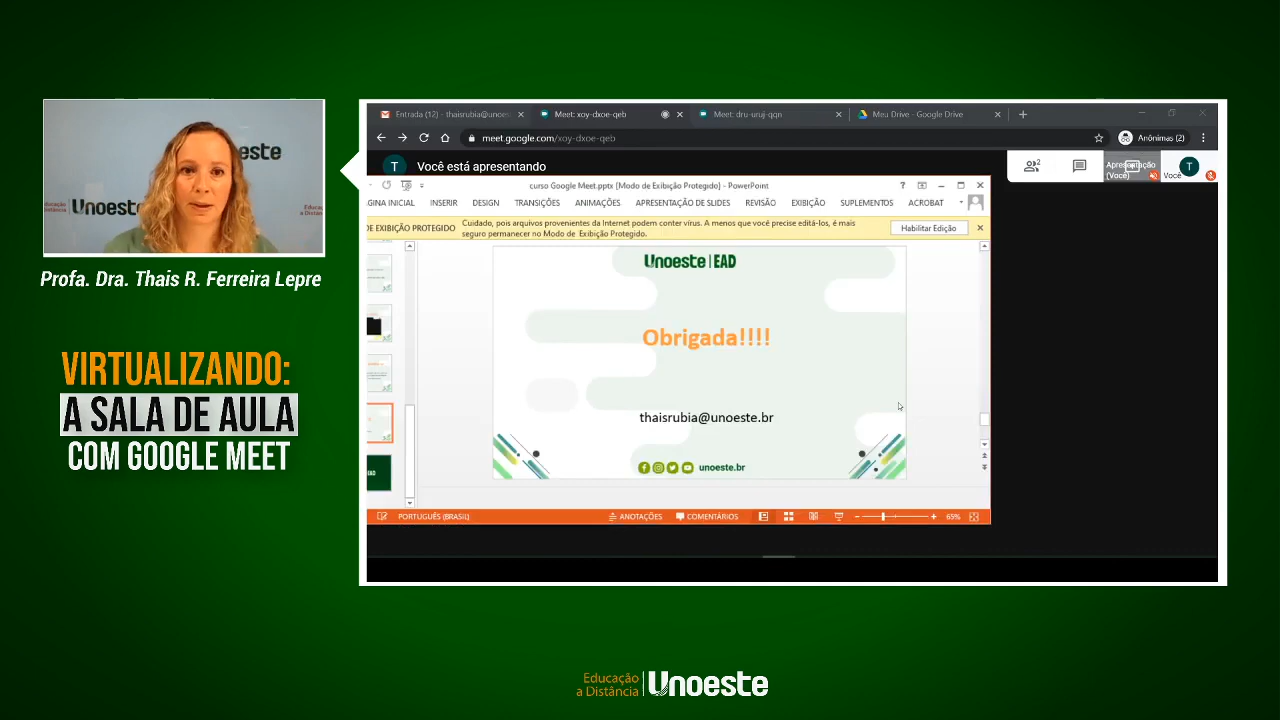 Profa. Dra. Thais R. Ferreira Lepre
VIRTUALIZANDO:
A SALA DE AULA
COM GOOGLE MEET
Unoeste
Entrada (12) - thaisrubia@unoes
Meet: xoy-dxoe-qeb
Meet: dru-uruj-qqn
Meu Drive - Google Drive
meet.google.com/xoy-dxoe-qeb
Anônimas (2)
T Você está apresentando
2
Apresentação
(Você)
T
Você
curso Google Meet.pptx [Modo de Exibição Protegido] - PowerPoint
GINA INICIAL INSERIR DESIGN TRANSIÇÕES ANIMAÇÕES APRESENTAÇÃO DE SLIDES REVISÃO EXIBIÇÃO SUPLEMENTOS ACROBAT
DE EXIBIÇÃO PROTEGIDO Cuidado, pois arquivos provenientes da Internet podem conter vírus. A menos que você precise editá-los, é mais
seguro permanecer no Modo de Exibição Protegido.
Habilitar Edição
Unoeste | EAD
Obrigada!!!!
thaisrubia@unoeste.br
unoeste.br
EAD
PORTUGUÊS (BRASIL) ANOTAÇÕES COMENTÁRIOS 65%
Educação
a Distância
Unoeste